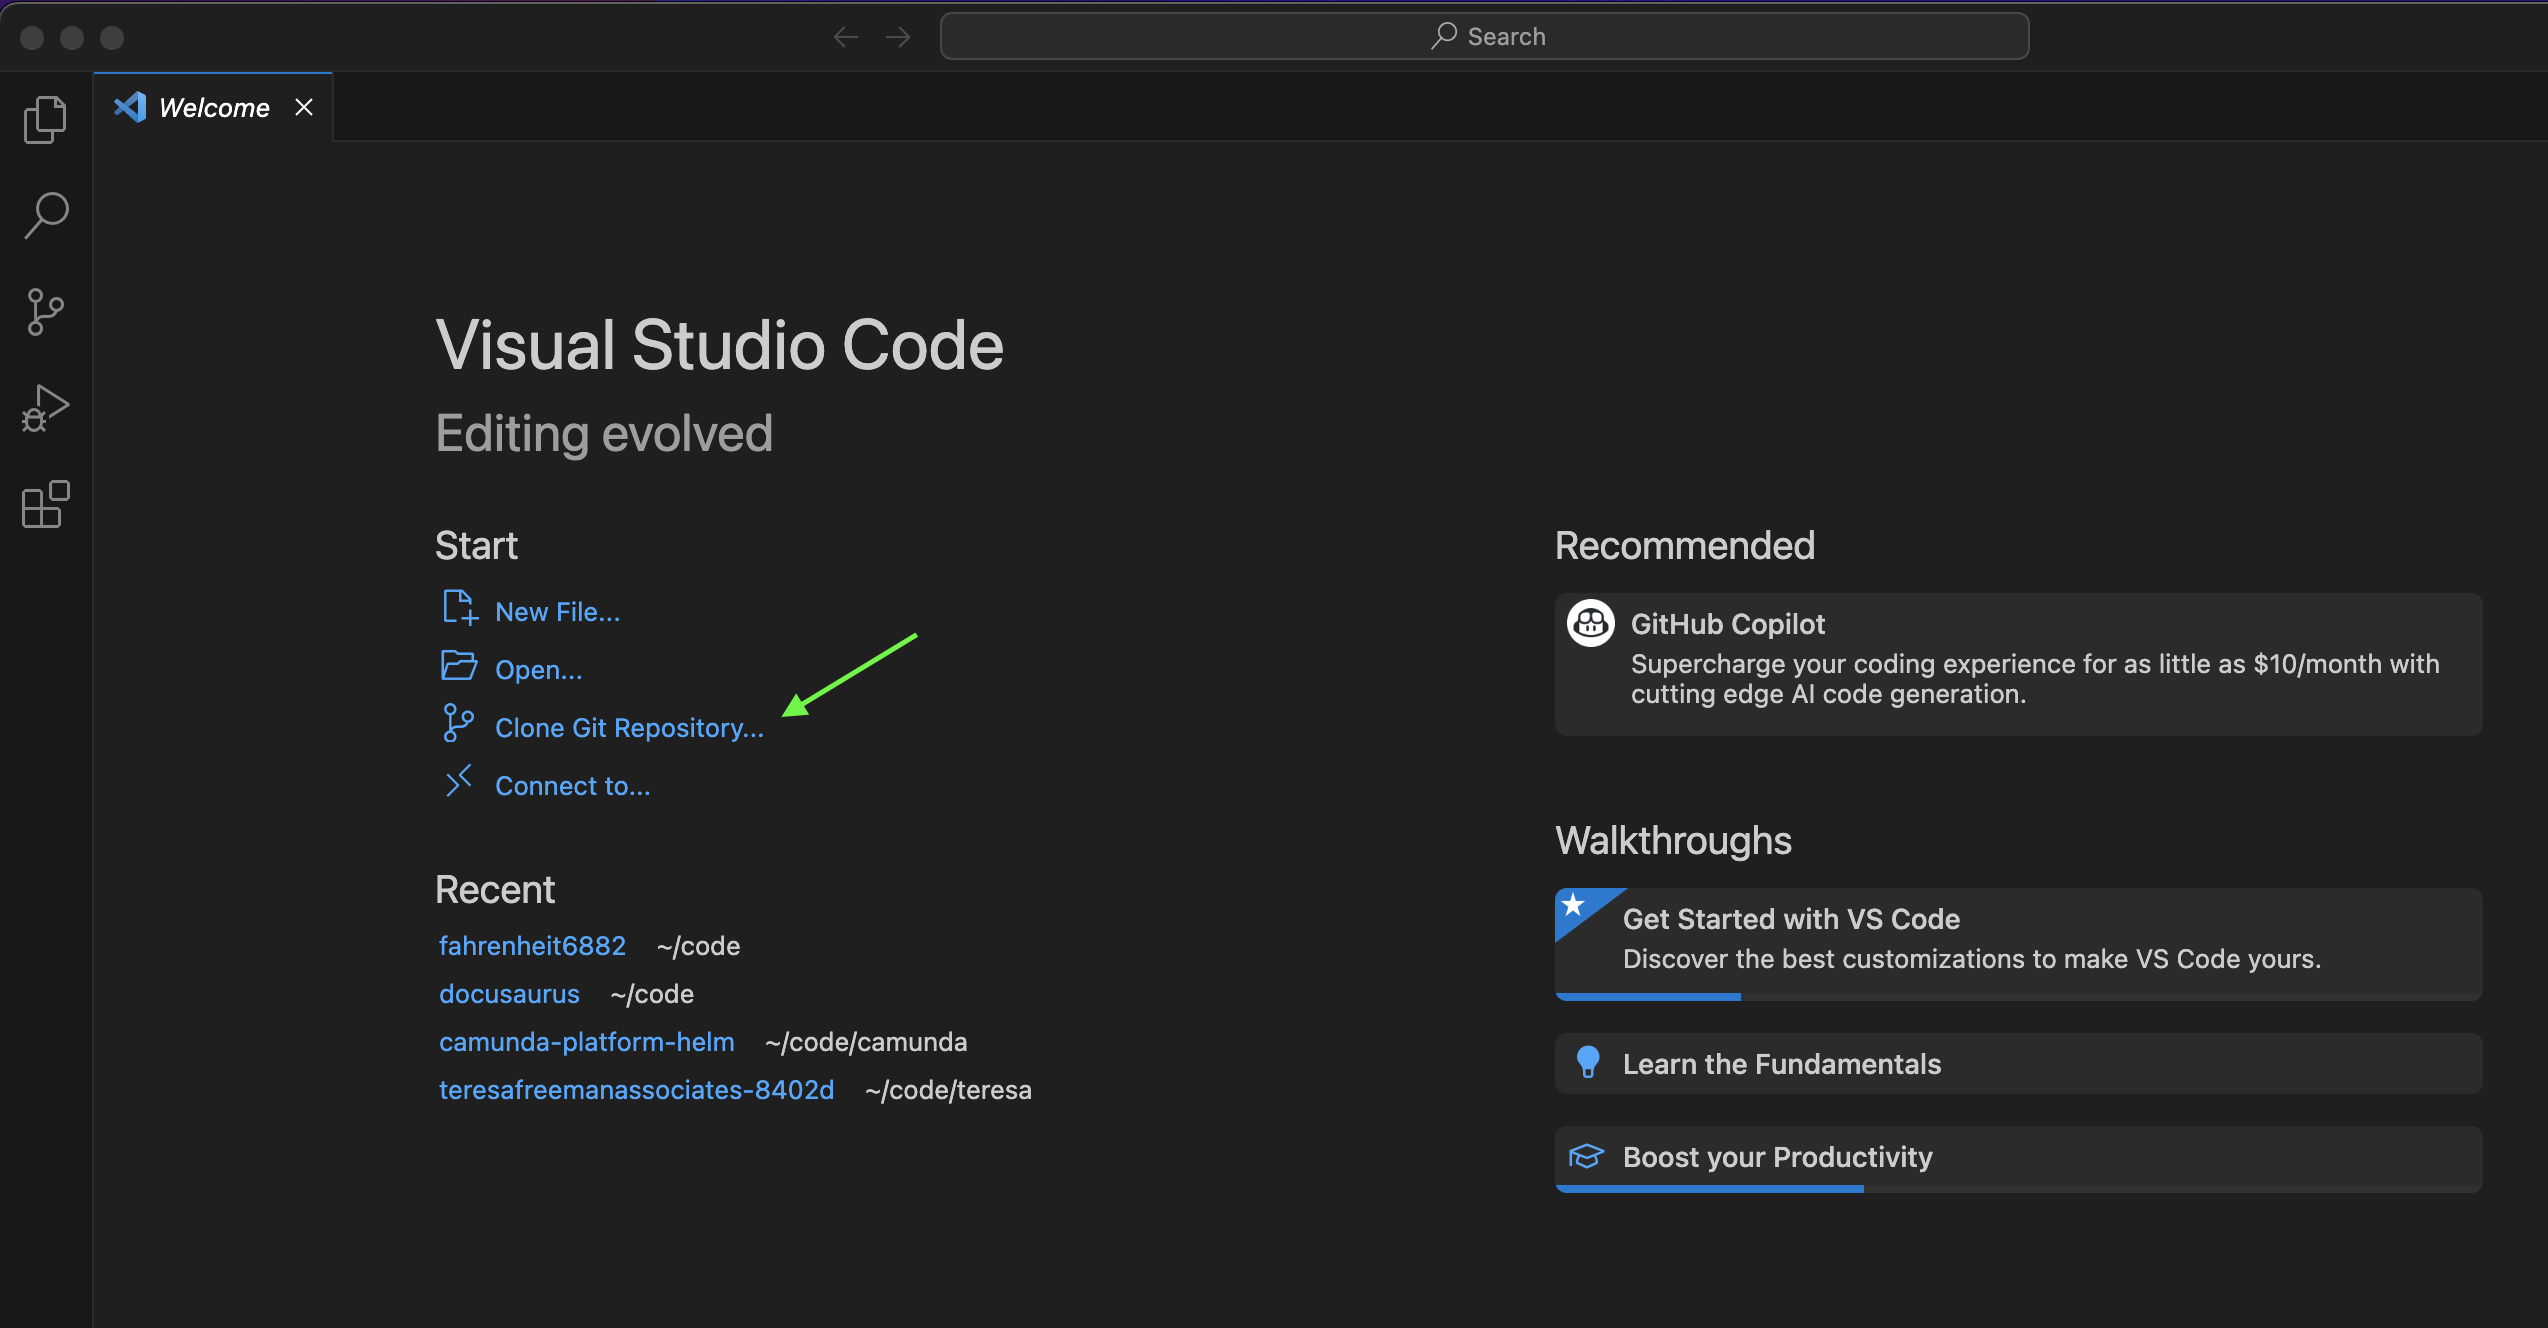 Search
Welcome
Visual Studio Code
Editing evolved
Start
New File...
Open...
Clone Git Repository...
Connect to...
Recent
fahrenheit6882 ~/code
docusaurus ~/code
camunda-platform-helm ~/code/camunda
teresafreemanassociates-8402d ~/code/teresa
Recommended
GitHub Copilot
Supercharge your coding experience for as little as $10/month with
cutting edge AI code generation.
Walkthroughs
Get Started with VS Code
Discover the best customizations to make VS Code yours.
Learn the Fundamentals
Boost your Productivity